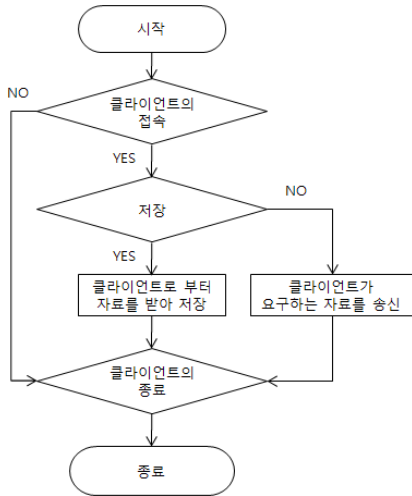 시작
NO
클라이언트의
접속
YES
저장
NO
YES
클라이언트로 부터
자료를 받아 저장
클라이언트가
요구하는 자료를 송신
클라이언트의
종료
종료